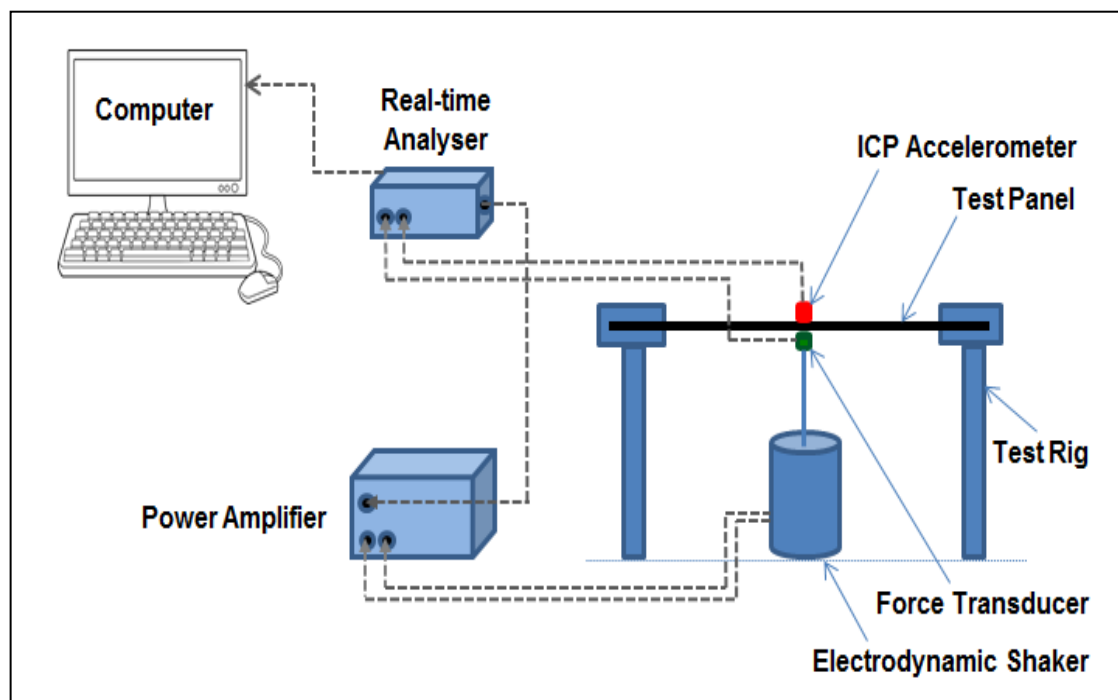 Computer
Real-time
Analyser
ICP Accelerometer
Test Panel
Test Rig
Power Amplifier
Force Transducer
Electrodynamic Shaker